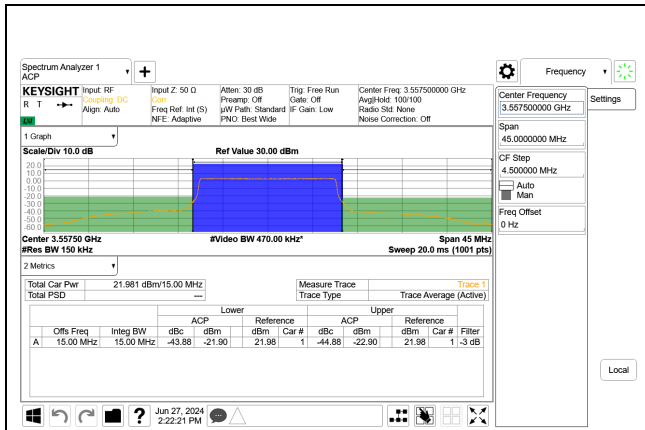 Spectrum Analyzer 1
ACP
Frequency
KEYSIGHT
R T
LNI
Input: RF
Coupling: DC
Align: Auto
Input Z: 50 Ω
Corr
Freq Ref: Int (S)
NFE: Adaptive
Atten: 30 dB
Preamp: Off
µW Path: Standard
PNO: Best Wide
Trig: Free Run
Gate: Off
IF Gain: Low
Center Freq: 3.557500000 GHz
Avg|Hold: 100/100
Radio Std: None
Noise Correction: Off
Center Frequency
3.557500000 GHz
Settings
Span
45.0000000 MHz
CF Step
4.500000 MHz
Auto
Man
Freq Offset
0 Hz
Local
1 Graph
Scale/Div 10.0 dB
Ref Value 30.00 dBm
20.0
10.0
0.00
-10.0
-20.0
-30.0
-40.0
-50.0
-60.0
Center 3.55750 GHz
#Video BW 470.00 kHz*
Span 45 MHz
#Res BW 150 kHz
Sweep 20.0 ms (1001 pts)
2 Metrics
Total Car Pwr 21.981 dBm/15.00 MHz
Measure Trace Trace 1
Total PSD ---
Trace Type Trace Average (Active)
Lower Upper
ACP Reference ACP Reference
Offs Freq Integ BW dBc dBm dBm Car # dBc dBm dBm Car # Filter
A 15.00 MHz 15.00 MHz -43.88 -21.90 21.98 1 -44.88 -22.90 21.98 1 -3 dB
Jun 27, 2024
2:22:21 PM